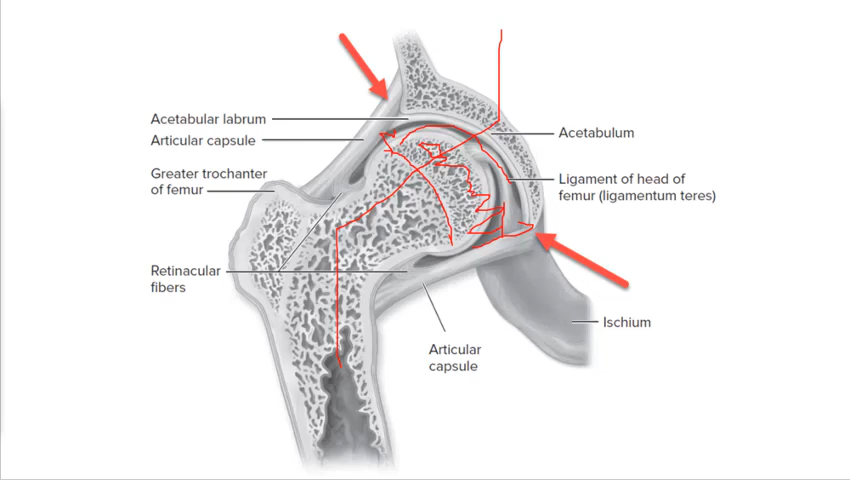 Acetabular labrum
Articular capsule
Greater trochanter
of femur
Retinacular
fibers
Acetabulum
Ligament of head of
femur (ligamentum teres)
Ischium
Articular
capsule